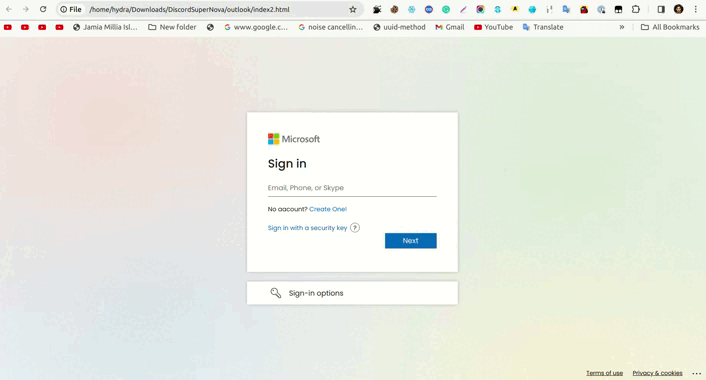 File /home/hydra/Downloads/DiscordSuperNova/outlook/index2.html
Jamia Millia Isl... New folder www.google.c... noise cancellin... uuid-method Gmail YouTube Translate » All Bookmarks
Microsoft
Sign in
Email, Phone, or Skype
No aacount? Create One!
Sign in with a security key ?
Next
Sign-in options
Terms of use Privacy & cookies ...